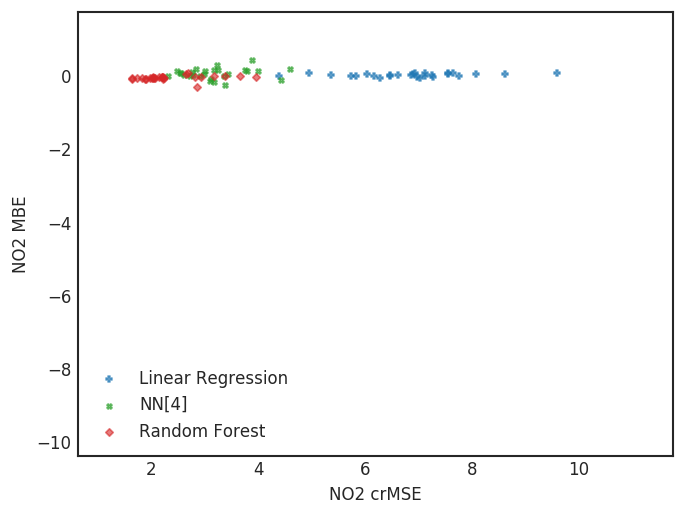 0
−2
−4
−6
−8
−10
NO2 MBE
Linear Regression
NN[4]
Random Forest
2 4 6 8 10
NO2 crMSE